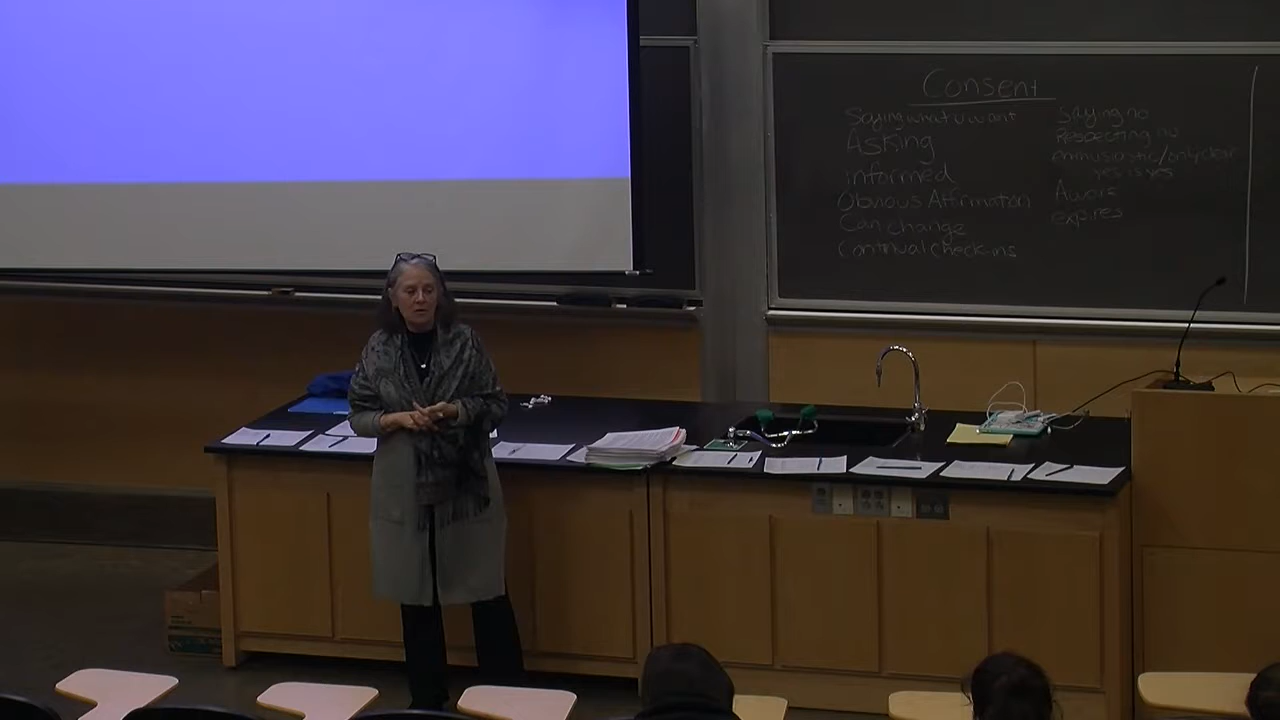 Consent
Saying what u want
Asking
informed
Obvious Affirmation
Can change
Continual check-ins
Saying no
Respecting no
enthusiastic/only clear
yes is yes
Aware
expires